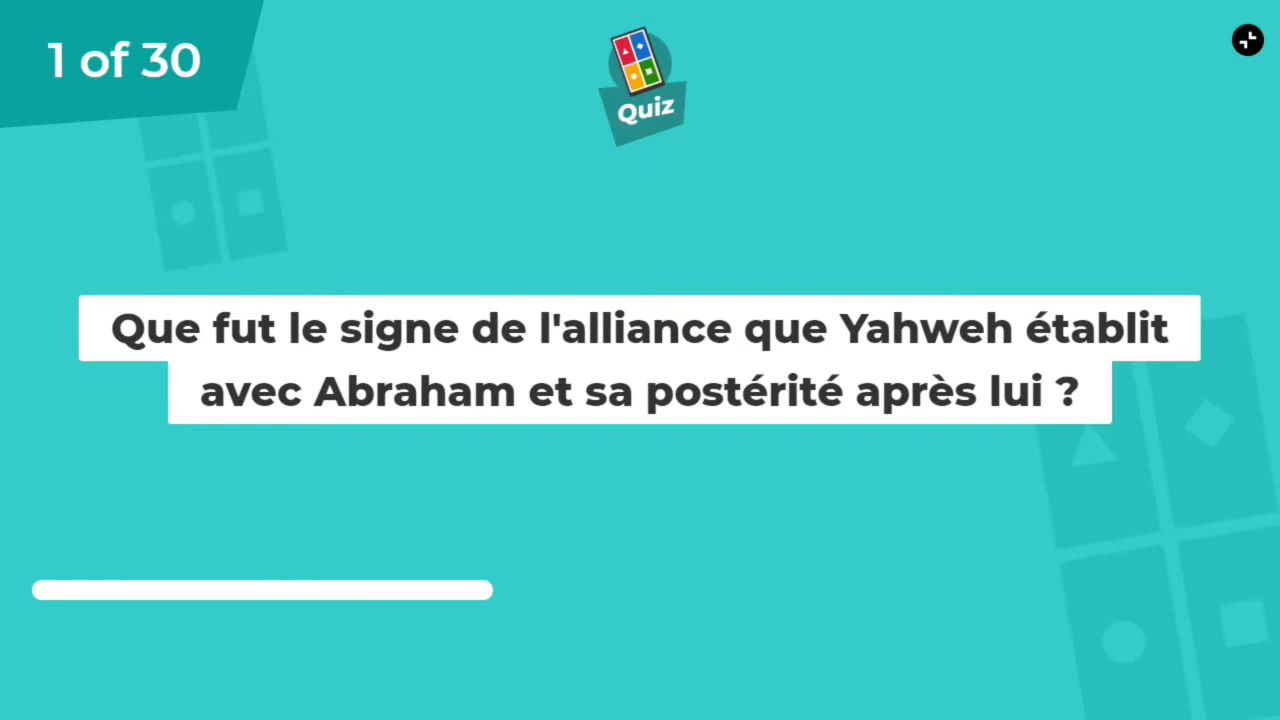 1 of 30
Quiz
Que fut le signe de l'alliance que Yahweh établit
avec Abraham et sa postérité après lui ?